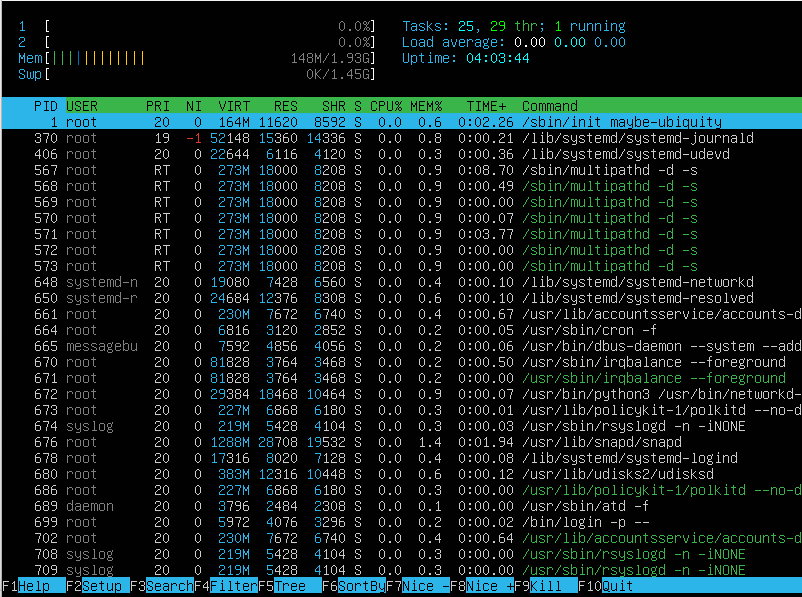 1 [ 0.0%] Tasks: 25, 29 thr; 1 running
2 [ 0.0%] Load average: 0.00 0.00 0.00
Mem[||||||||||||| 148M/1.93G] Uptime: 04:03:44
Swp[ 0K/1.45G]
PID USER PRI NI VIRT RES SHR S CPU% MEM% TIME+ Command
1 root 20 0 164M 11620 8592 S 0.0 0.6 0:02.26 /sbin/init maybe-ubiquity
370 root 19 -1 52148 15360 14336 S 0.0 0.8 0:00.21 /lib/systemd/systemd-journald
406 root 20 0 22644 6116 4120 S 0.0 0.3 0:00.36 /lib/systemd/systemd-udevd
567 root RT 0 273M 18000 8208 S 0.0 0.9 0:08.70 /sbin/multipathd -d -s
568 root RT 0 273M 18000 8208 S 0.0 0.9 0:00.49 /sbin/multipathd -d -s
569 root RT 0 273M 18000 8208 S 0.0 0.9 0:00.00 /sbin/multipathd -d -s
570 root RT 0 273M 18000 8208 S 0.0 0.9 0:00.07 /sbin/multipathd -d -s
571 root RT 0 273M 18000 8208 S 0.0 0.9 0:03.77 /sbin/multipathd -d -s
572 root RT 0 273M 18000 8208 S 0.0 0.9 0:00.00 /sbin/multipathd -d -s
573 root RT 0 273M 18000 8208 S 0.0 0.9 0:00.00 /sbin/multipathd -d -s
648 systemd-n 20 0 19080 7428 6560 S 0.0 0.4 0:00.10 /lib/systemd/systemd-networkd
650 systemd-r 20 0 24684 12376 8308 S 0.0 0.6 0:00.10 /lib/systemd/systemd-resolved
661 root 20 0 230M 7672 6740 S 0.0 0.4 0:00.67 /usr/lib/accountsservice/accounts-d
664 root 20 0 6816 3120 2852 S 0.0 0.2 0:00.05 /usr/sbin/cron -f
665 messagebu 20 0 7592 4856 4056 S 0.0 0.2 0:00.06 /usr/bin/dbus-daemon --system --add
670 root 20 0 81828 3764 3468 S 0.0 0.2 0:00.50 /usr/sbin/irqbalance --foreground
671 root 20 0 81828 3764 3468 S 0.0 0.2 0:00.00 /usr/sbin/irqbalance --foreground
672 root 20 0 29384 18468 10464 S 0.0 0.9 0:00.07 /usr/bin/python3 /usr/bin/networkd-
673 root 20 0 227M 6868 6180 S 0.0 0.3 0:00.01 /usr/lib/policykit-1/polkitd --no-d
674 syslog 20 0 219M 5428 4104 S 0.0 0.3 0:00.03 /usr/sbin/rsyslogd -n -iNONE
676 root 20 0 1288M 28708 19532 S 0.0 1.4 0:01.94 /usr/lib/snapd/snapd
678 root 20 0 17316 8020 7128 S 0.0 0.4 0:00.08 /lib/systemd/systemd-logind
680 root 20 0 383M 12316 10448 S 0.0 0.6 0:00.12 /usr/lib/udisks2/udisksd
686 root 20 0 227M 6868 6180 S 0.0 0.3 0:00.00 /usr/lib/policykit-1/polkitd --no-d
689 daemon 20 0 3796 2484 2308 S 0.0 0.1 0:00.00 /usr/sbin/atd -f
699 root 20 0 5972 4076 3296 S 0.0 0.2 0:00.02 /bin/login -p --
702 root 20 0 230M 7672 6740 S 0.0 0.4 0:00.64 /usr/lib/accountsservice/accounts-d
708 syslog 20 0 219M 5428 4104 S 0.0 0.3 0:00.00 /usr/sbin/rsyslogd -n -iNONE
709 syslog 20 0 219M 5428 4104 S 0.0 0.3 0:00.00 /usr/sbin/rsyslogd -n -iNONE
F1Help F2Setup F3SearchF4FilterF5Tree F6SortByF7Nice -F8Nice +F9Kill F10Quit